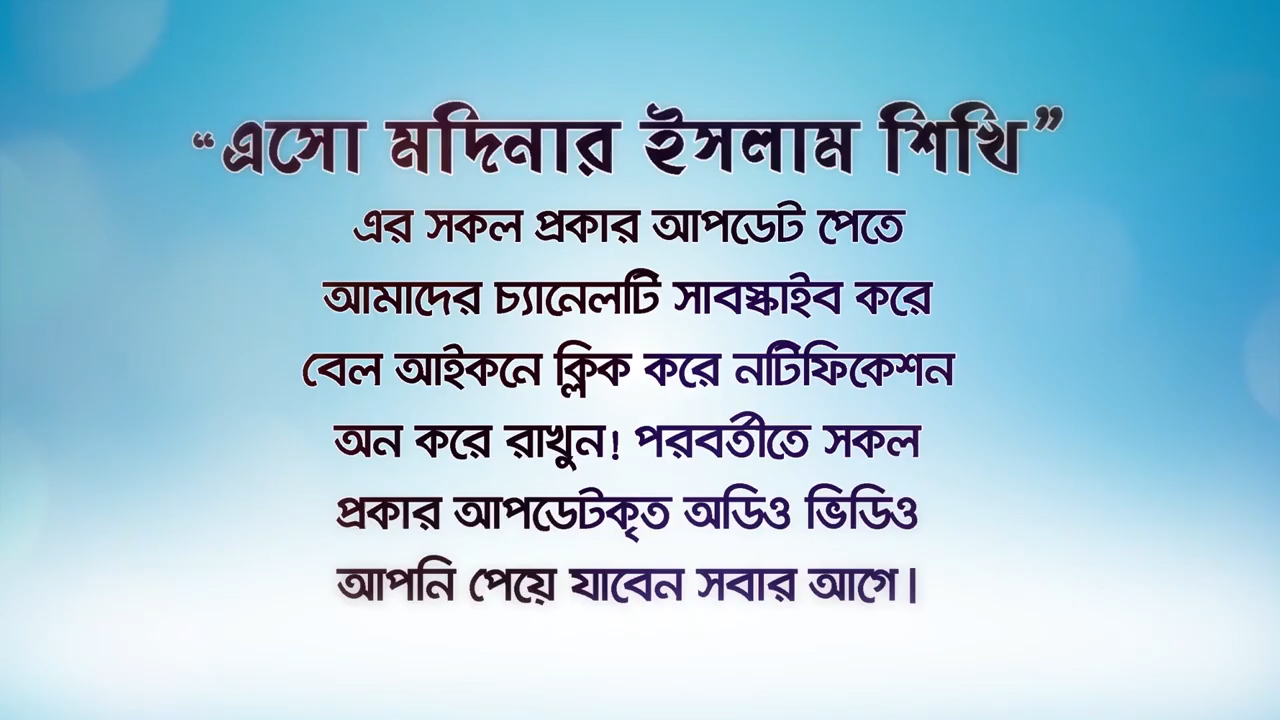 “এসো মদিনার ইসলাম শিখি”
এর সকল প্রকার আপডেট পেতে
আমাদের চ্যানেলটি সাবস্কাইব করে
বেল আইকনে ক্লিক করে নটিফিকেশন
অন করে রাখুন! পরবর্তীতে সকল
প্রকার আপডেটকৃত অডিও ভিডিও
আপনি পেয়ে যাবেন সবার আগে।